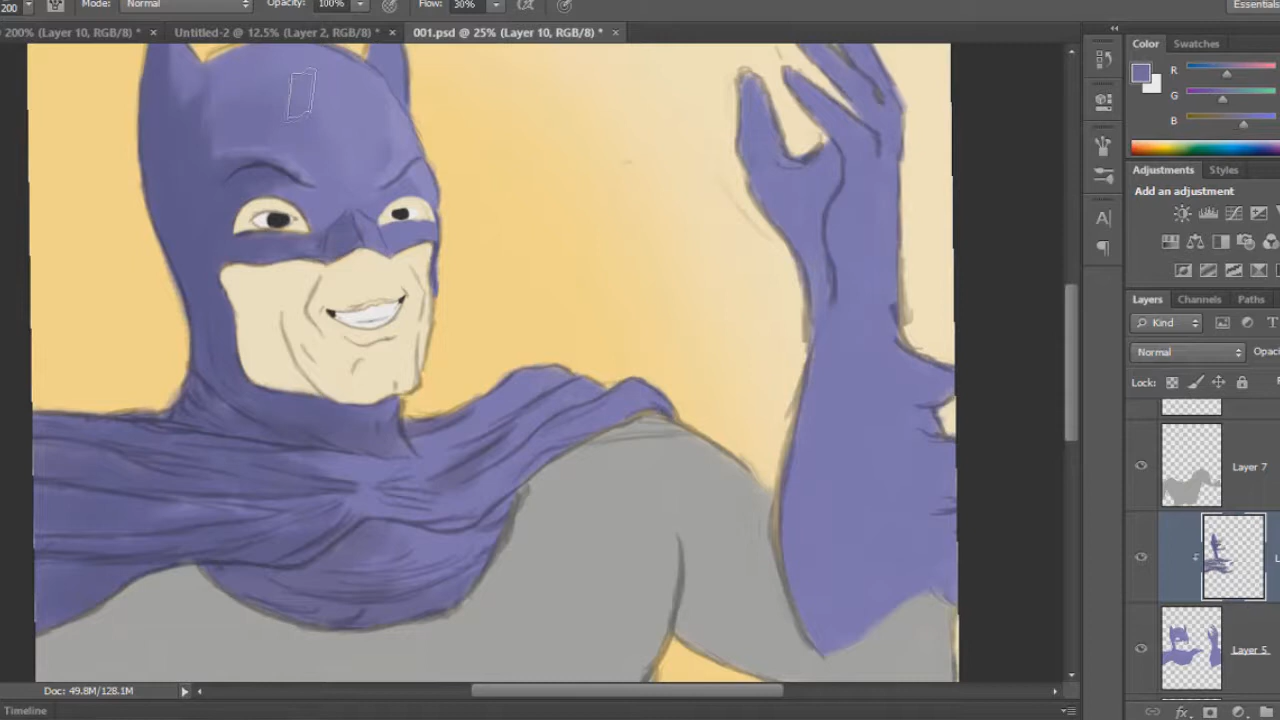 200 Mode: Normal Opacity: 100% Flow: 30% Essentials
200% (Layer 10, RGB/8) * × Untitled-2 @ 12.5% (Layer 2, RGB/8) * × 001.psd @ 25% (Layer 10, RGB/8) * ×
Color Swatches
R
G
B
Adjustments Styles
Add an adjustment
Layers Channels Paths
Kind
Normal Opaci
Lock:
Layer 7
L
Layer 5
fx
Doc: 49.8M/128.1M
Timeline